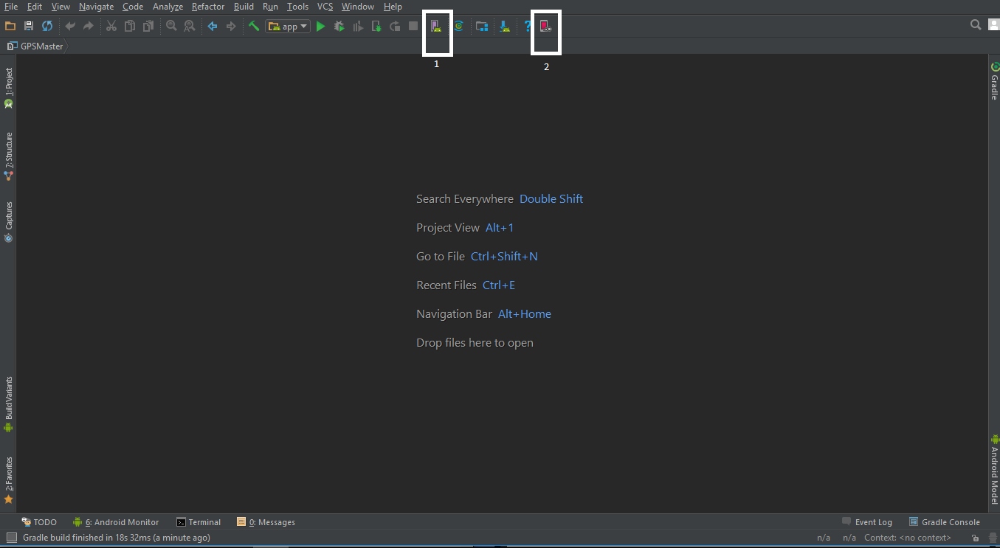 File Edit View Navigate Code Analyze Refactor Build Run Tools VCS Window Help
app
?
GPSMaster
1
2
1: Project
7: Structure
Captures
Build Variants
2: Favorites
Gradle
Android Model
Search Everywhere Double Shift
Project View Alt+1
Go to File Ctrl+Shift+N
Recent Files Ctrl+E
Navigation Bar Alt+Home
Drop files here to open
TODO 6: Android Monitor Terminal 0: Messages Event Log Gradle Console
Gradle build finished in 18s 32ms (a minute ago) n/a n/a Context: <no context>